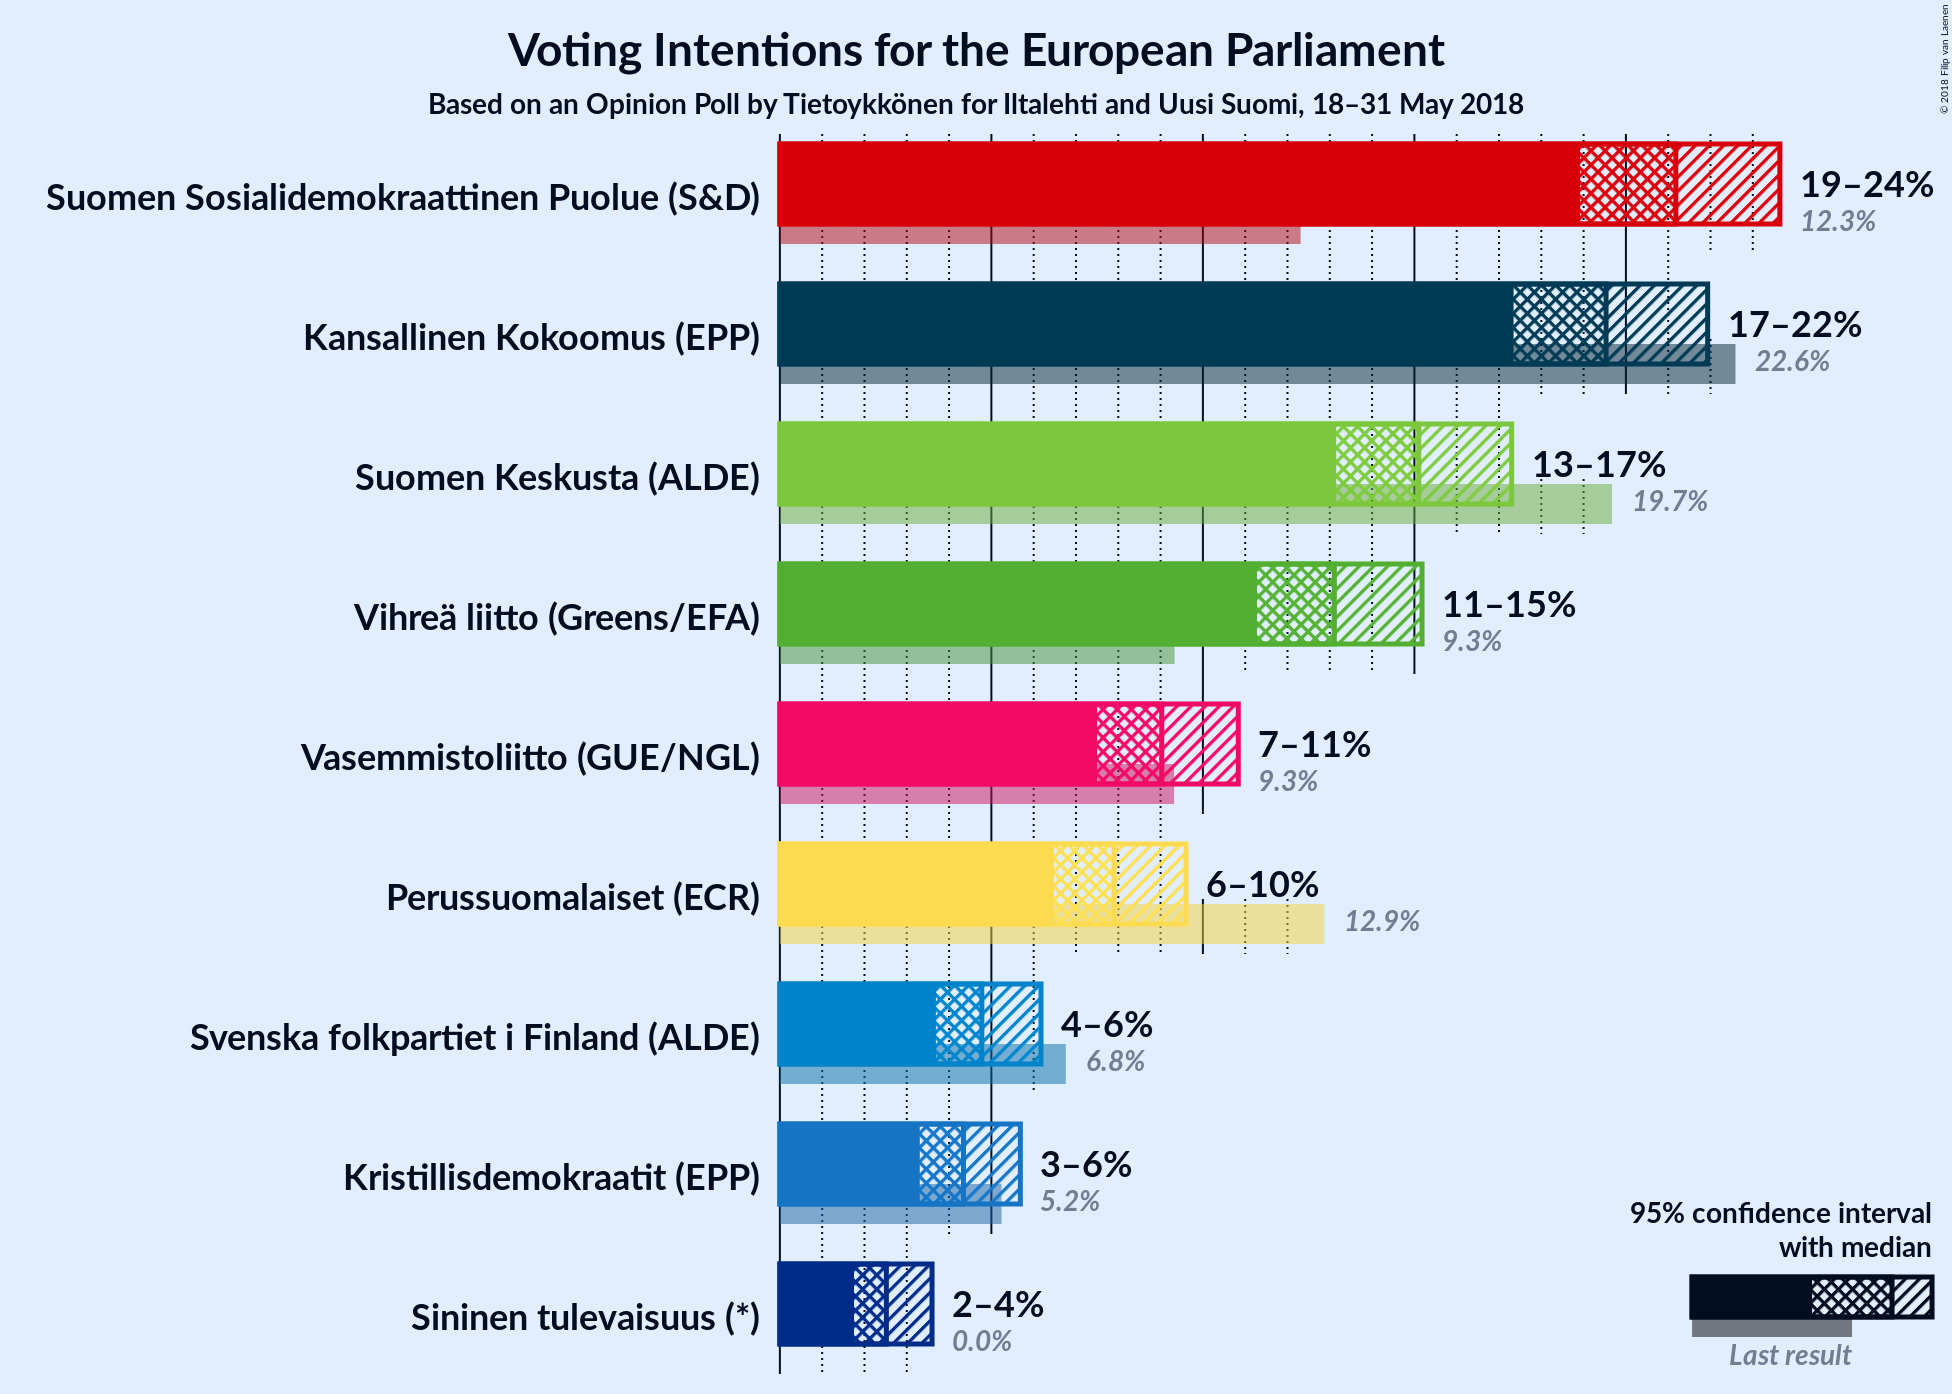 Voting Intentions for the European Parliament
Based on an Opinion Poll by Tietoykkönen for Iltalehti and Uusi Suomi, 18–31 May 2018
© 2018 Filip van Laenen
Suomen Sosialidemokraattinen Puolue (S&D)
19–24%
12.3%
Kansallinen Kokoomus (EPP)
17–22%
22.6%
Suomen Keskusta (ALDE)
13–17%
19.7%
Vihreä liitto (Greens/EFA)
11–15%
9.3%
Vasemmistoliitto (GUE/NGL)
7–11%
9.3%
Perussuomalaiset (ECR)
6–10%
12.9%
Svenska folkpartiet i Finland (ALDE)
4–6%
6.8%
Kristillisdemokraatit (EPP)
3–6%
5.2%
Sininen tulevaisuus (*)
2–4%
0.0%
95% confidence interval
with median
Last result